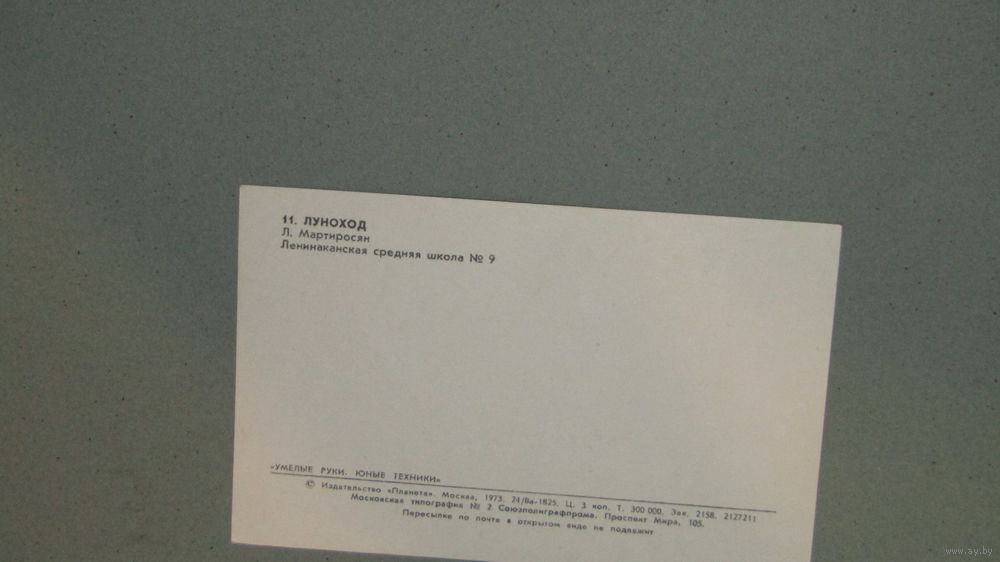 11. ЛУНОХОД
Л. Мартиросян
Ленинаканская средняя школа № 9
«УМЕЛЫЕ РУКИ. ЮНЫЕ ТЕХНИКИ»
© Издательство «Планета». Москва, 1973. 24/8а-1825. Ц. 3 коп. Т. 300 000. Зак. 2158. 2127211
Московская типография № 2 Союзполиграфпрома. Проспект Мира, 105.
Пересылке по почте в открытом виде не подлежит
www.ay.by